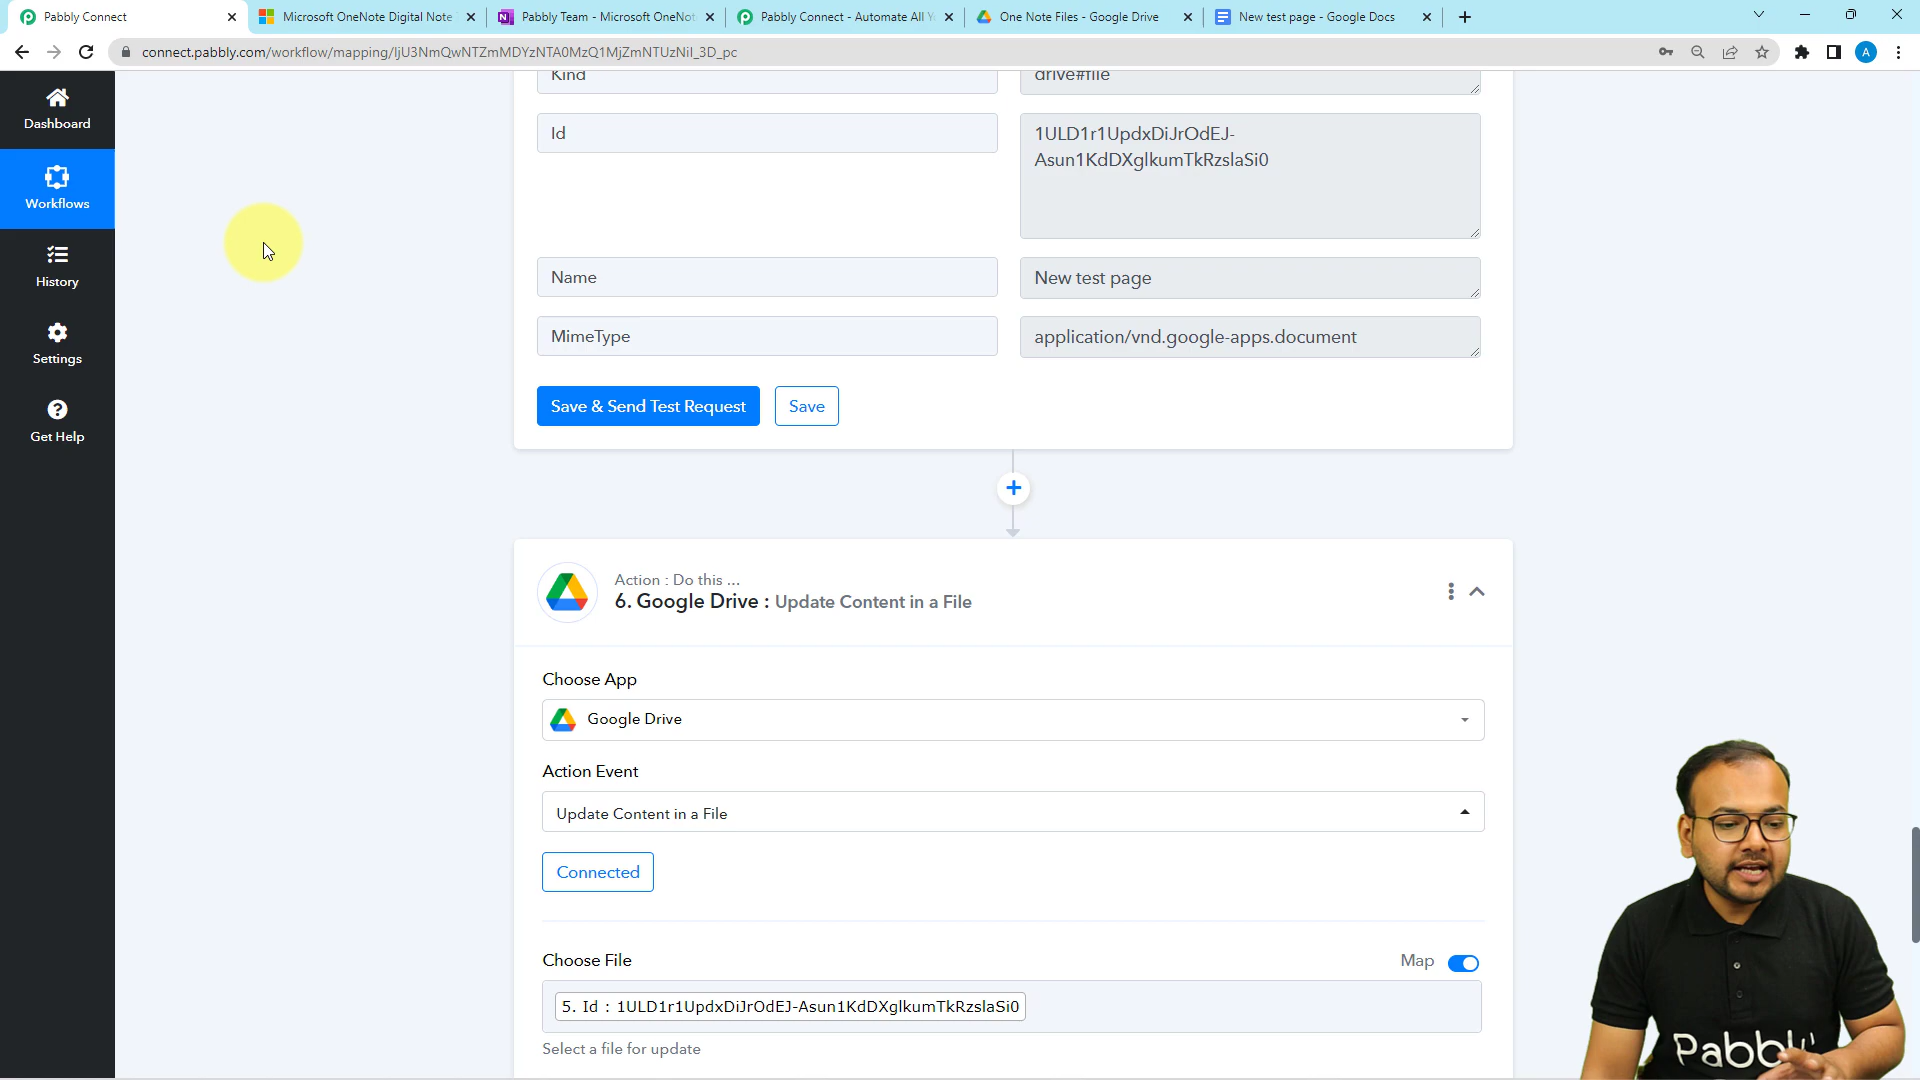 Pabbly Connect
Microsoft OneNote Digital Note
Pabbly Team - Microsoft OneNot
Pabbly Connect - Automate All Y
One Note Files - Google Drive
New test page - Google Docs
connect.pabbly.com/workflow/mapping/IjU3NmQwNTZmMDYzNTA0MzQ1MjZmNTUzNiI_3D_pc
A
Dashboard
Workflows
History
Settings
Get Help
Kind
drive#file
Id
1ULD1r1UpdxDiJrOdEJ-
Asun1KdDXglkumTkRzslaSi0
Name
New test page
MimeType
application/vnd.google-apps.document
Save & Send Test Request
Save
Action : Do this ...
6. Google Drive : Update Content in a File
Choose App
Google Drive
Action Event
Update Content in a File
Connected
Choose File
Map
5. Id : 1ULD1r1UpdxDiJrOdEJ-Asun1KdDXglkumTkRzslaSi0
Select a file for update
Pabbly